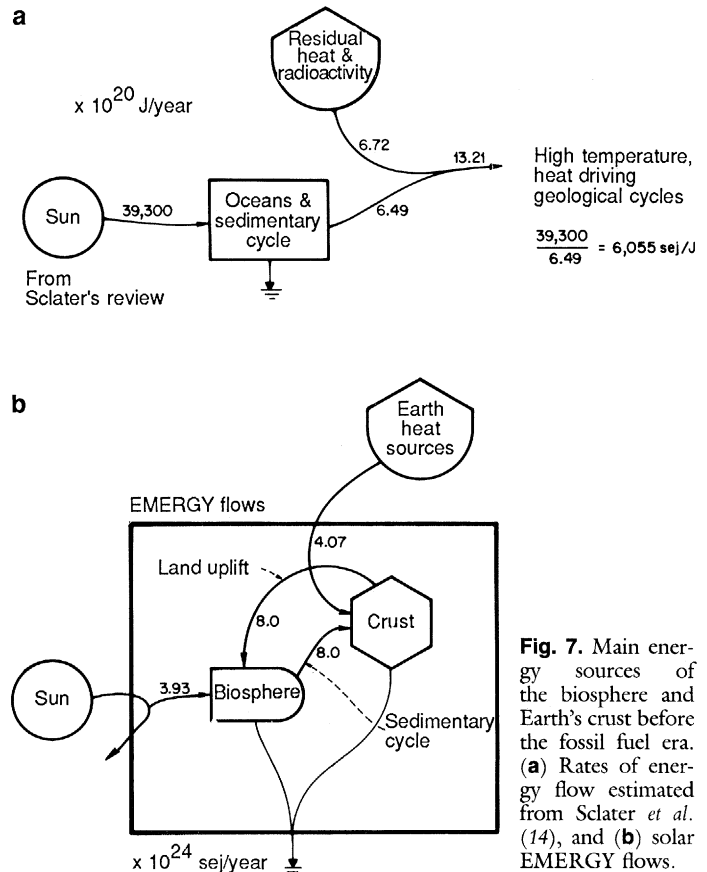 a
Residual
heat &
radioactivity
x 10^20 J/year
6.72
13.21
High temperature,
heat driving
geological cycles
Sun
39,300
Oceans &
sedimentary
cycle
6.49
39,300
6.49
= 6,055 sej/J
From
Sclater's review
b
Earth
heat
sources
EMERGY flows
4.07
Land uplift
Crust
8.0
8.0
Sun
3.93
Biosphere
Sedimentary
cycle
x 10^24 sej/year
Fig. 7. Main ener-
gy sources of
the biosphere and
Earth's crust before
the fossil fuel era.
(a) Rates of ener-
gy flow estimated
from Sclater et al.
(14), and (b) solar
EMERGY flows.